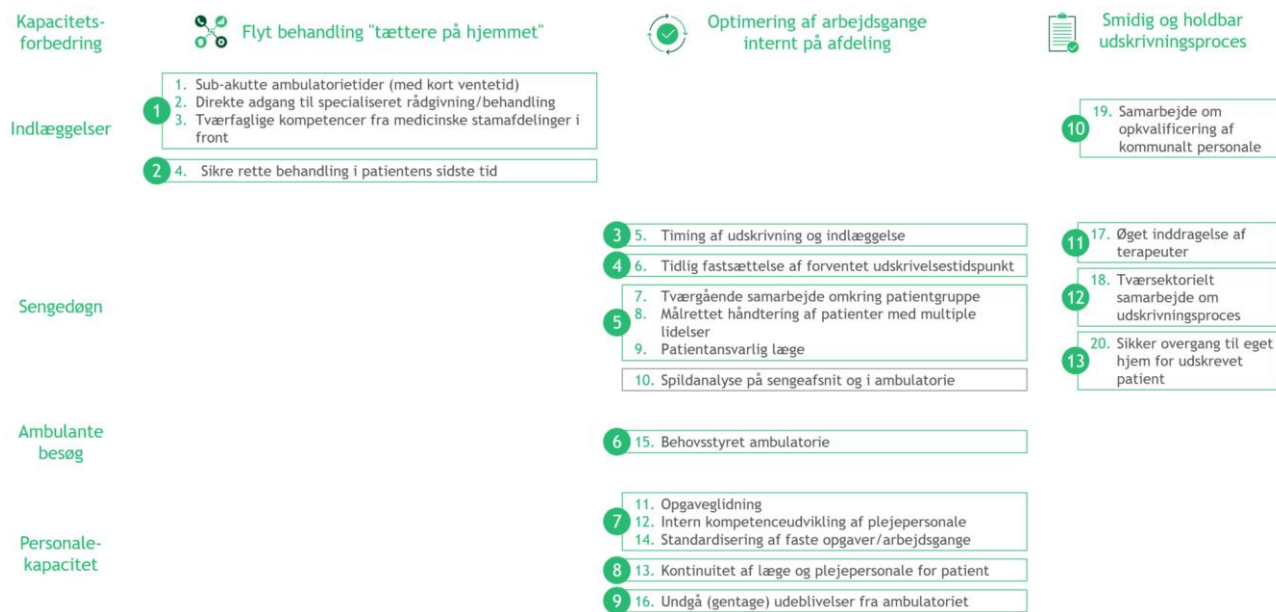 Kapacitets-
forbedring
Flyt behandling "tættere på hjemmet"
Optimering af arbejdsgange
internt på afdeling
Smidig og holdbar
udskrivningsproces
Indlæggelser
1
1. Sub-akutte ambulatorietider (med kort ventetid)
2. Direkte adgang til specialiseret rådgivning/behandling
3. Tværfaglige kompetencer fra medicinske stamafdelinger i
front
2
4. Sikre rette behandling i patientens sidste tid
10
19. Samarbejde om
opkvalificering af
kommunalt personale
Sengedøgn
3
5. Timing af udskrivning og indlæggelse
4
6. Tidlig fastsættelse af forventet udskrivelsestidspunkt
5
7. Tværgående samarbejde omkring patientgruppe
8. Målrettet håndtering af patienter med multiple
lidelser
9. Patientansvarlig læge
10. Spildanalyse på sengeafsnit og i ambulatorie
11
17. Øget inddragelse af
terapeuter
12
18. Tværsektorielt
samarbejde om
udskrivningsproces
13
20. Sikker overgang til eget
hjem for udskrevet
patient
Ambulante
besøg
6
15. Behovsstyret ambulatorie
Personale-
kapacitet
7
11. Opgaveglidning
12. Intern kompetenceudvikling af plejepersonale
14. Standardisering af faste opgaver/arbejdsgange
8
13. Kontinuitet af læge og plejepersonale for patient
9
16. Undgå (gentage) udeblivelser fra ambulatoriet